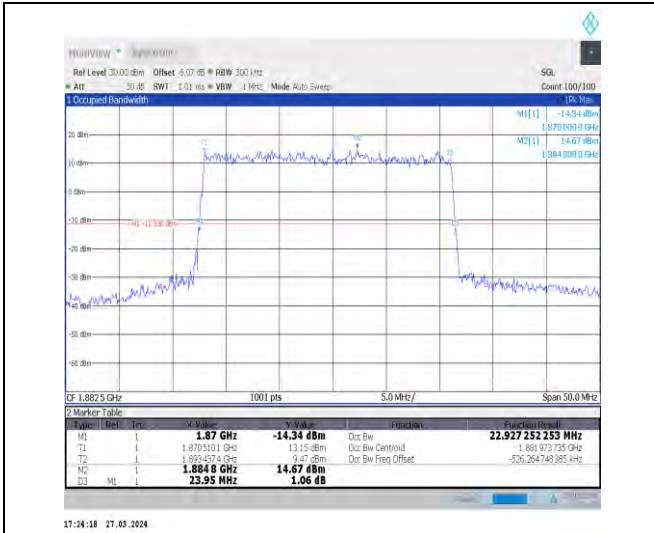 MultiView
Ref Level 30.00 dBm Offset 6.07 dB RBW 300 kHz SGL
Att 30 dB SWT 1.01 ms VBW 1 MHz Mode Auto Sweep Count 100/100
1 Occupied Bandwidth 1Pk Max
M1[1] -14.34 dBm
1.870000 0 GHz
M2[1] 14.67 dBm
1.884800 0 GHz
20 dBm
10 dBm
0 dBm
-10 dBm
-20 dBm
-30 dBm
-40 dBm
-50 dBm
-60 dBm
CF 1.8825 GHz 1001 pts 5.0 MHz/ Span 50.0 MHz
2 Marker Table
Type Ref Trc X-Value Y-Value Function Function Result
M1 1 1.87 GHz -14.34 dBm Occ Bw 22.927 252 253 MHz
T1 1 1.8705101 GHz 13.15 dBm Occ Bw Centroid 1.881 973 735 GHz
T2 1 1.8934374 GHz 9.47 dBm Occ Bw Freq Offset -526.264 748 385 kHz
M2 1 1.8848 GHz 14.67 dBm
D3 M1 1 23.95 MHz 1.06 dB
17:24:18 27.03.2024